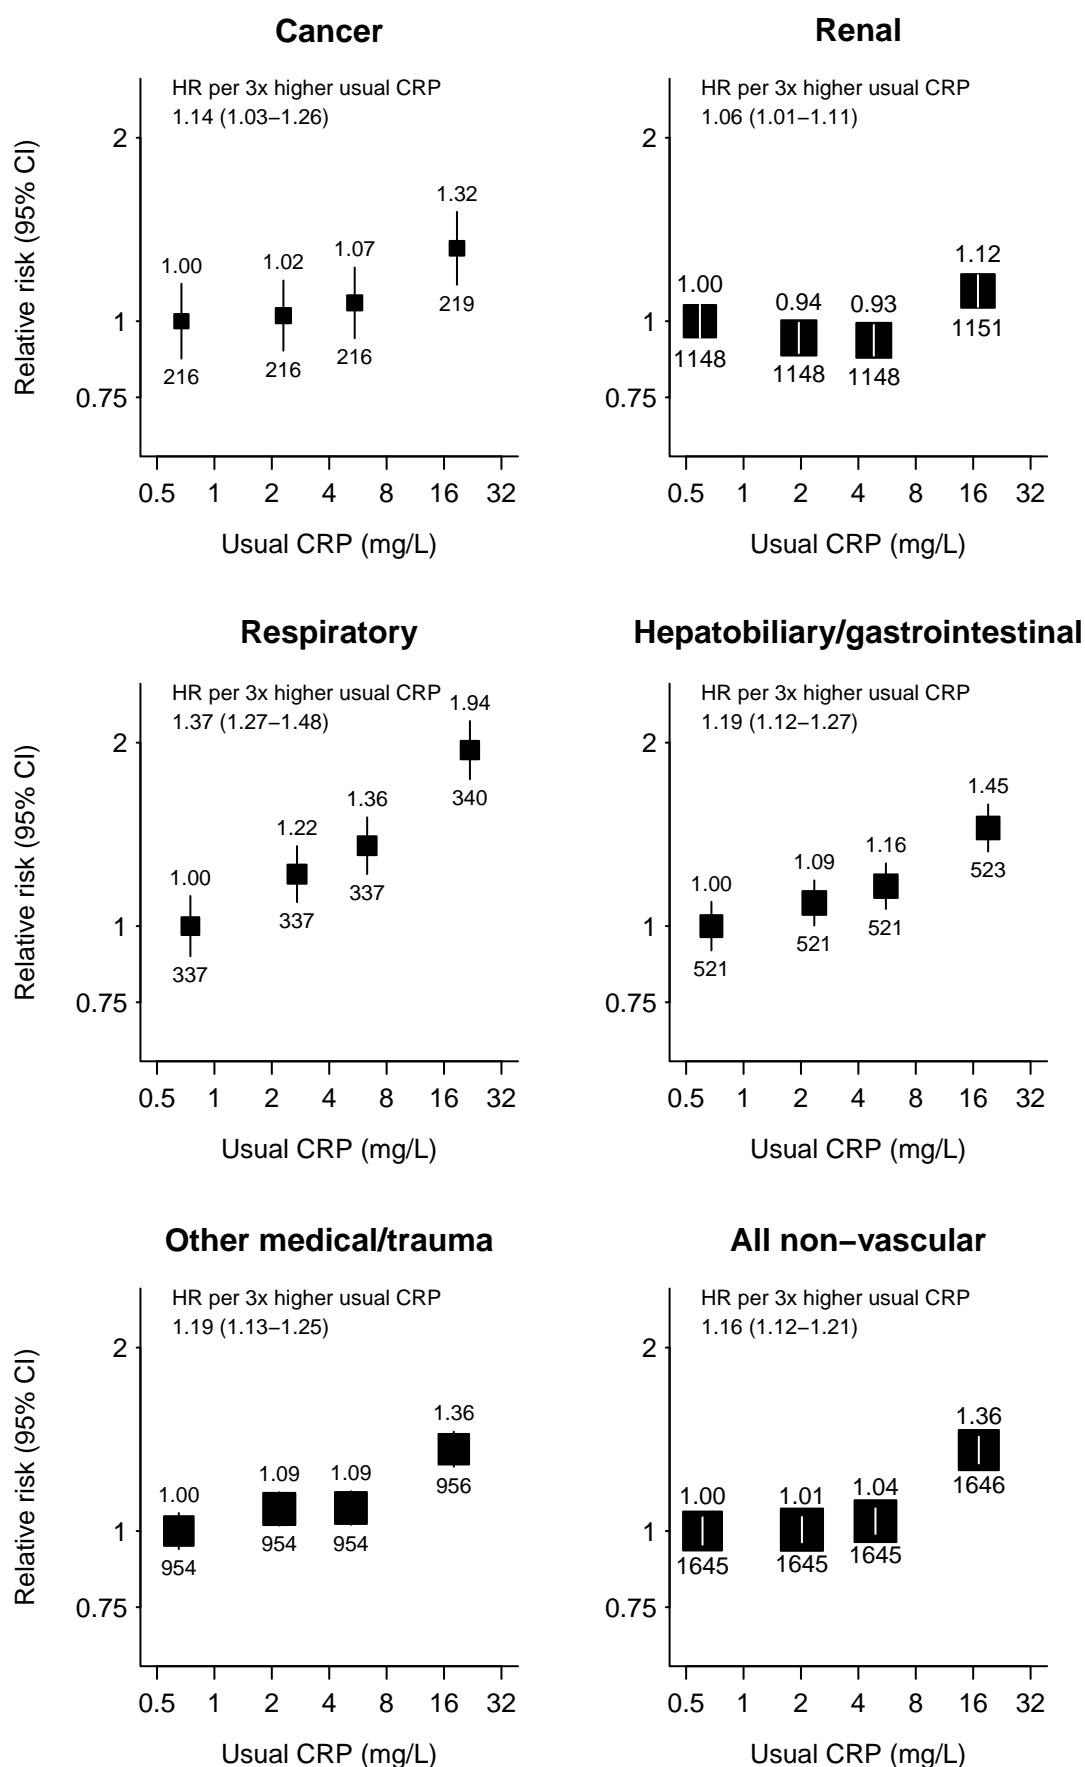 Cancer
HR per 3x higher usual CRP
1.14 (1.03−1.26)
Relative risk (95% CI)
2
1
0.75
1.00
1.02
1.07
1.32
216
216
216
219
0.5 1 2 4 8 16 32
Usual CRP (mg/L)
Renal
HR per 3x higher usual CRP
1.06 (1.01−1.11)
2
1
0.75
1.00
0.94
0.93
1.12
1148
1148
1148
1151
0.5 1 2 4 8 16 32
Usual CRP (mg/L)
Respiratory
HR per 3x higher usual CRP
1.37 (1.27−1.48)
Relative risk (95% CI)
2
1
0.75
1.00
1.22
1.36
1.94
337
337
337
340
0.5 1 2 4 8 16 32
Usual CRP (mg/L)
Hepatobiliary/gastrointestinal
HR per 3x higher usual CRP
1.19 (1.12−1.27)
2
1
0.75
1.00
1.09
1.16
1.45
521
521
521
523
0.5 1 2 4 8 16 32
Usual CRP (mg/L)
Other medical/trauma
HR per 3x higher usual CRP
1.19 (1.13−1.25)
Relative risk (95% CI)
2
1
0.75
1.00
1.09
1.09
1.36
954
954
954
956
0.5 1 2 4 8 16 32
Usual CRP (mg/L)
All non−vascular
HR per 3x higher usual CRP
1.16 (1.12−1.21)
2
1
0.75
1.00
1.01
1.04
1.36
1645
1645
1645
1646
0.5 1 2 4 8 16 32
Usual CRP (mg/L)